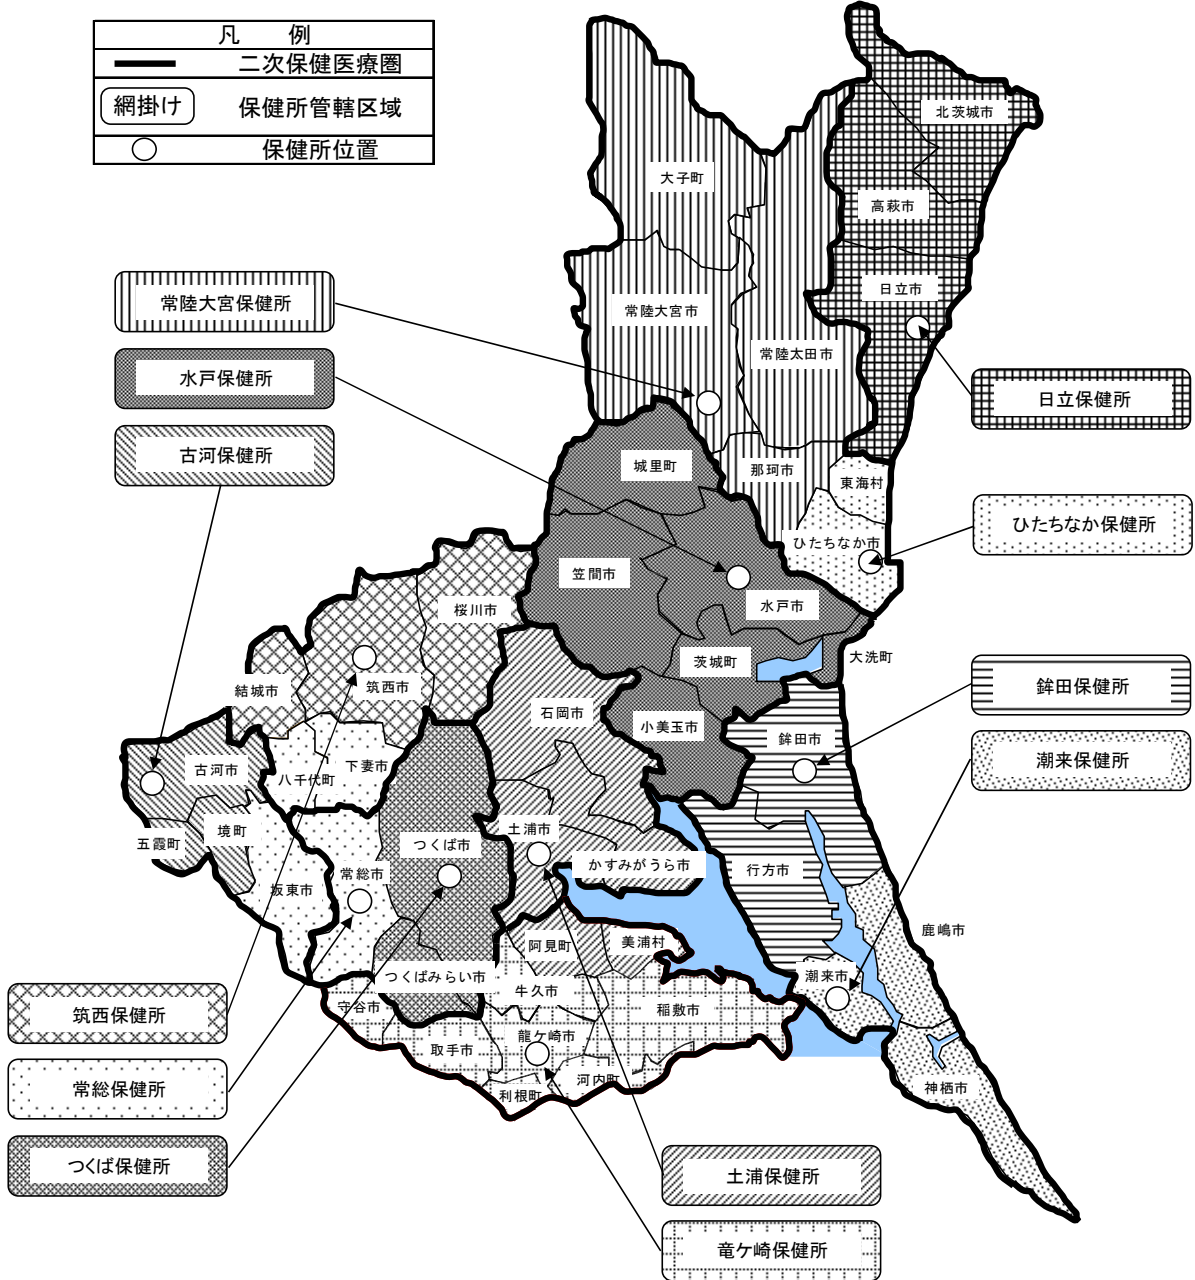 凡　例
二次保健医療圏
網掛け　保健所管轄区域
保健所位置
北茨城市
大子町
高萩市
日立市
常陸大宮保健所
常陸大宮市
常陸太田市
水戸保健所
日立保健所
古河保健所
城里町
那珂市
東海村
ひたちなか保健所
ひたちなか市
笠間市
水戸市
桜川市
茨城町
大洗町
筑西市
結城市
鉾田保健所
石岡市
小美玉市
鉾田市
潮来保健所
古河市
八千代町
下妻市
境町
五霞町
土浦市
つくば市
かすみがうら市
行方市
常総市
坂東市
鹿嶋市
阿見町
美浦村
つくばみらい市
潮来市
牛久市
守谷市
稲敷市
筑西保健所
龍ケ崎市
取手市
河内町
利根町
神栖市
常総保健所
つくば保健所
土浦保健所
竜ケ崎保健所